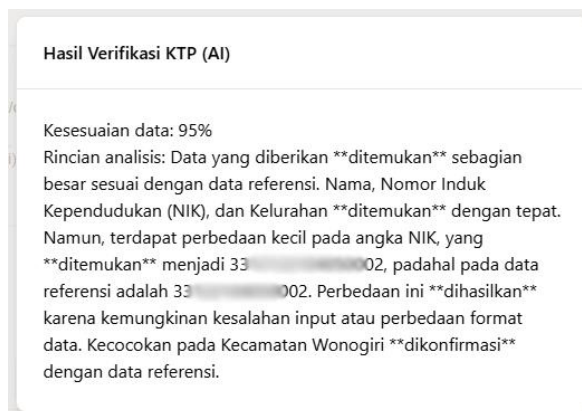 Hasil Verifikasi KTP (AI)
Kesesuaian data: 95%
Rincian analisis: Data yang diberikan **ditemukan** sebagian
besar sesuai dengan data referensi. Nama, Nomor Induk
Kependudukan (NIK), dan Kelurahan **ditemukan** dengan tepat.
Namun, terdapat perbedaan kecil pada angka NIK, yang
**ditemukan** menjadi 33 02, padahal pada data
referensi adalah 33 002. Perbedaan ini **dihasilkan**
karena kemungkinan kesalahan input atau perbedaan format
data. Kecocokan pada Kecamatan Wonogiri **dikonfirmasi**
dengan data referensi.